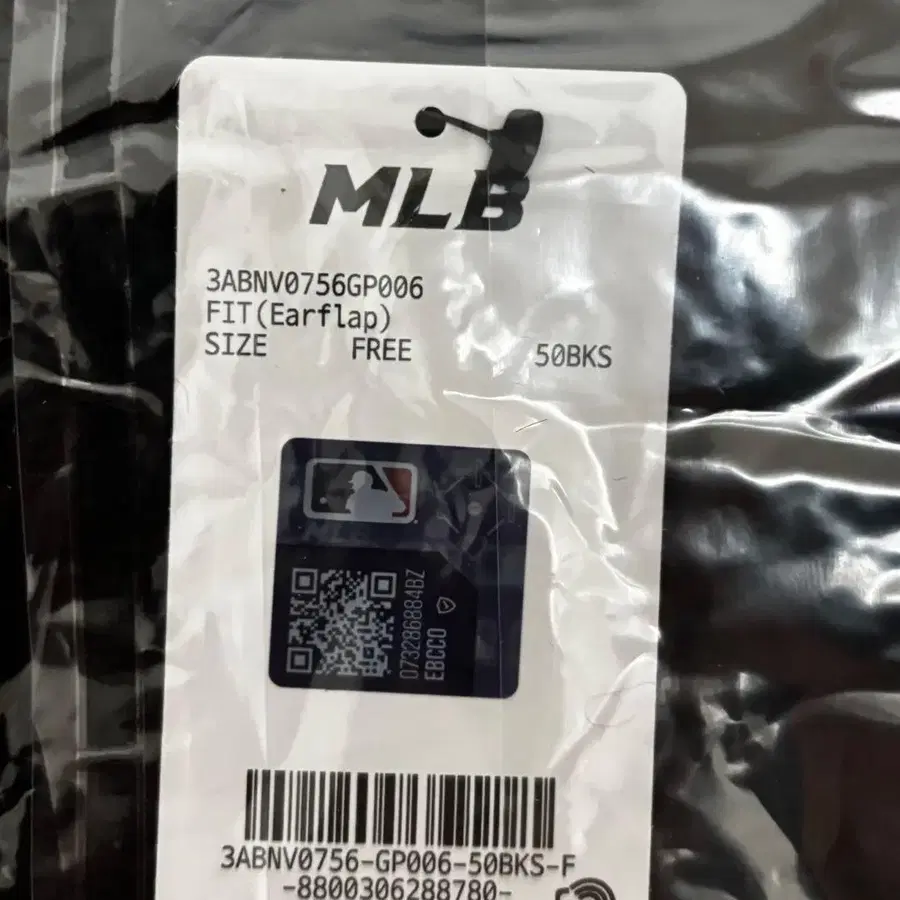 MLB
3ABNV0756GP006
FIT(Earflap)
SIZE FREE 50BKS
073286884BZ
EBCCO
3ABNV0756-GP006-50BKS-F
-8800306288780-